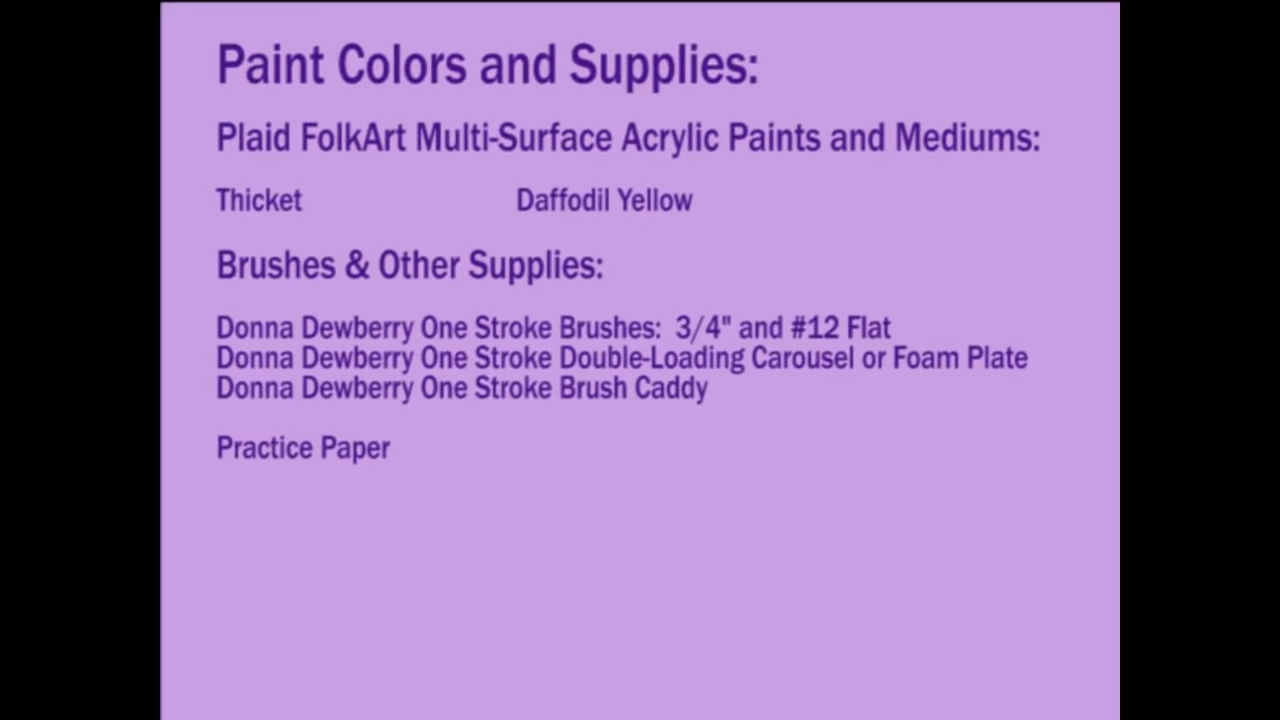 Paint Colors and Supplies:
Plaid FolkArt Multi-Surface Acrylic Paints and Mediums:
Thicket Daffodil Yellow
Brushes & Other Supplies:
Donna Dewberry One Stroke Brushes: 3/4" and #12 Flat
Donna Dewberry One Stroke Double-Loading Carousel or Foam Plate
Donna Dewberry One Stroke Brush Caddy
Practice Paper